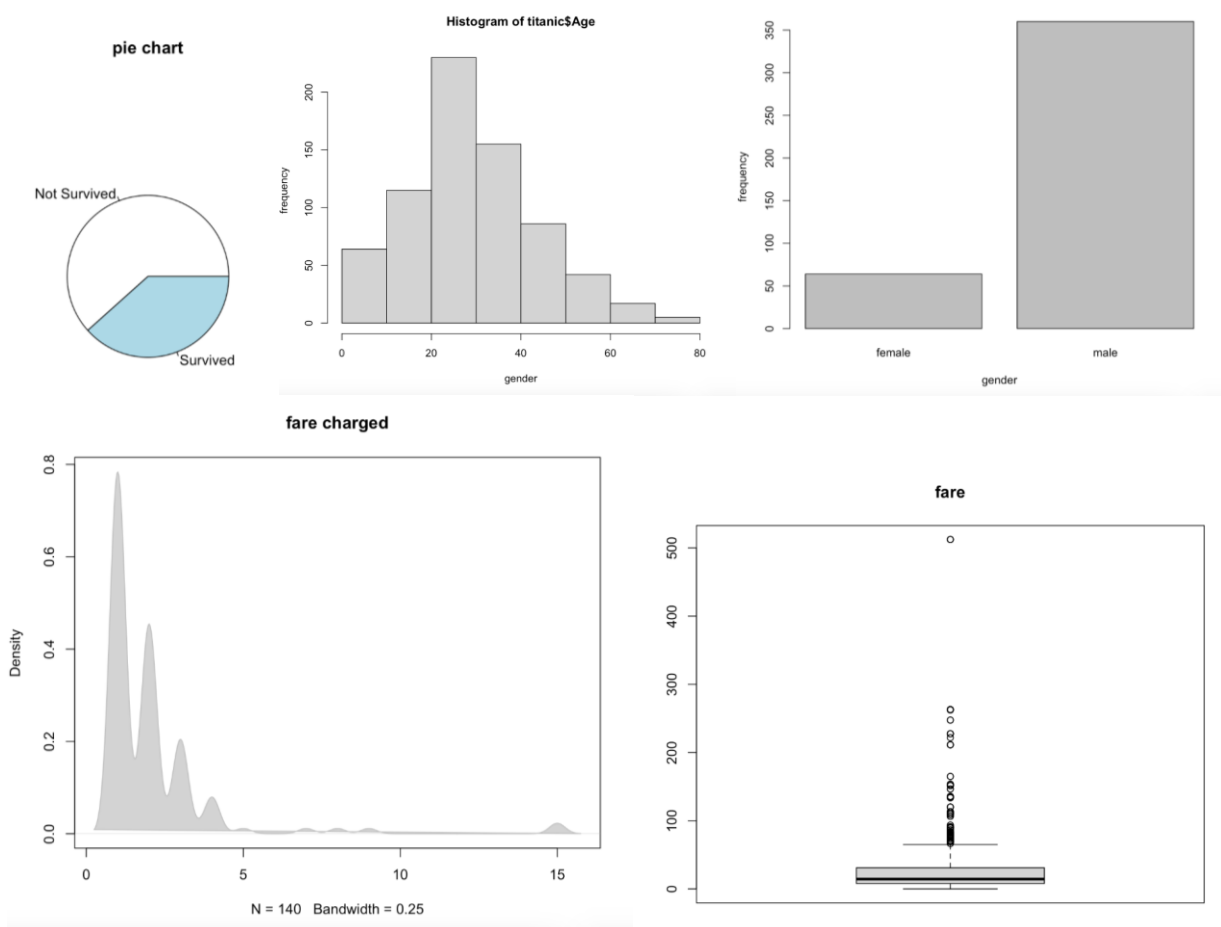 pie chart
Not Survived
Survived
Histogram of titanic$Age
frequency
0 50 100 150 200
0 20 40 60 80
gender
frequency
0 50 100 150 200 250 300 350
female male
gender
fare charged
Density
0.0 0.2 0.4 0.6 0.8
0 5 10 15
N = 140 Bandwidth = 0.25
fare
0 100 200 300 400 500